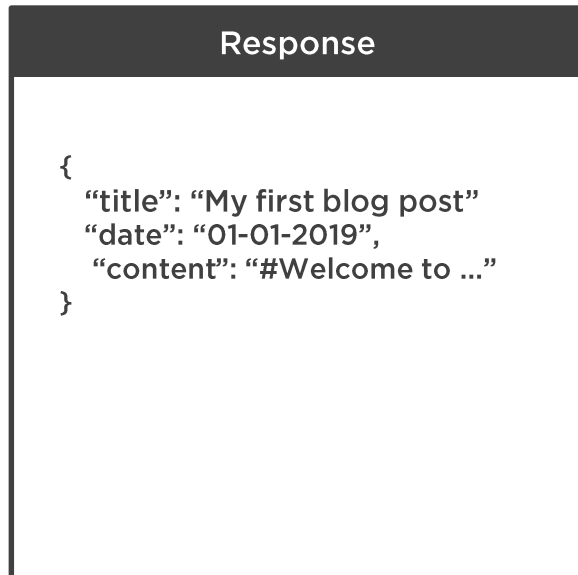 Response
{
“title”: “My first blog post”
“date”: “01-01-2019”,
“content”: “#Welcome to ...”
}